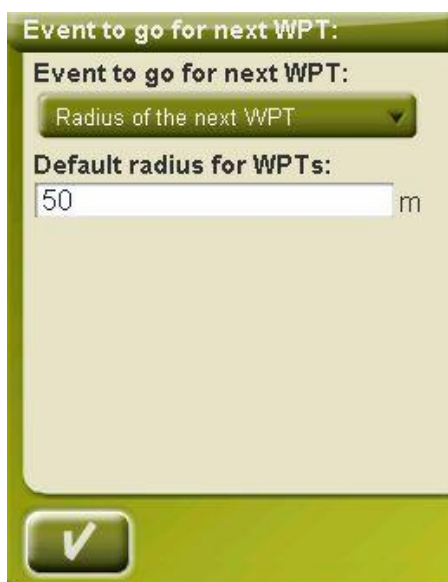 Event to go for next WPT:
Event to go for next WPT:
Radius of the next WPT
Default radius for WPTs:
50 m